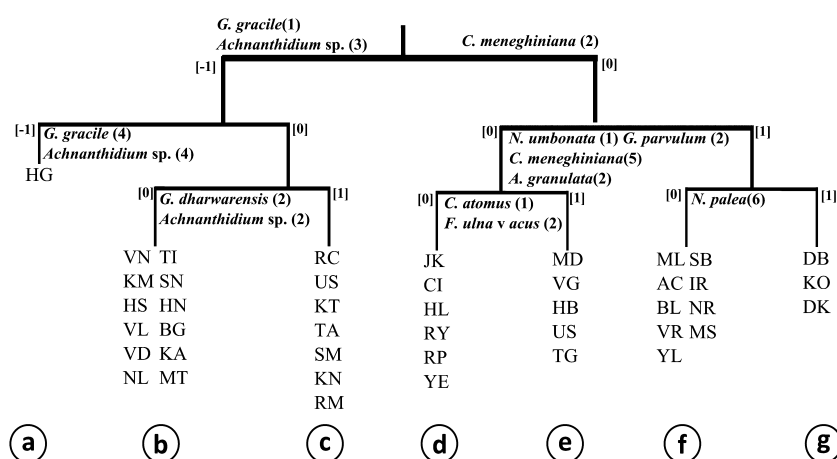 G. gracile(1)
Achnanthidium sp. (3)
C. meneghiniana (2)
[-1]
[0]
[-1]
G. gracile (4)
Achnanthidium sp. (4)
[0]
HG
[0]
N. umbonata (1) G. parvulum (2)
C. meneghiniana(5)
A. granulata(2)
[1]
[0]
G. dharwarensis (2)
Achnanthidium sp. (2)
[1]
[0]
C. atomus (1)
F. ulna v acus (2)
[1]
[0]
N. palea(6)
[1]
VN TI
KM SN
HS HN
VL BG
VD KA
NL MT
RC
US
KT
TA
SM
KN
RM
JK
CI
HL
RY
RP
YE
MD
VG
HB
US
TG
ML SB
AC IR
BL NR
VR MS
YL
DB
KO
DK
a b c d e f g